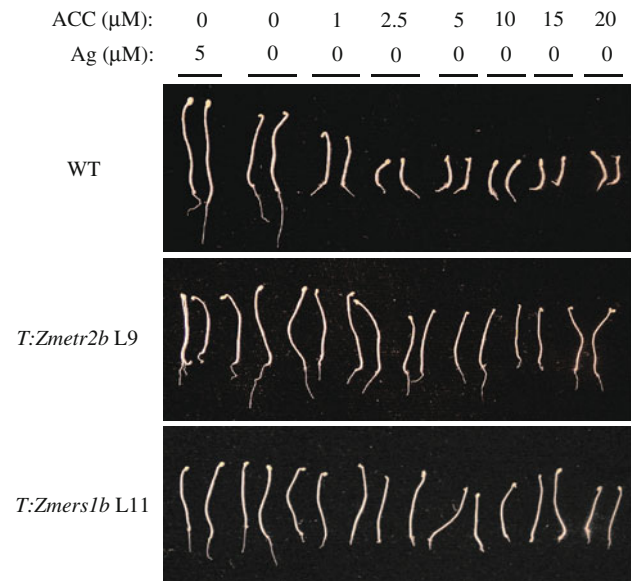 ACC (μM): 0 0 1 2.5 5 10 15 20
Ag (μM): 5 0 0 0 0 0 0 0
WT
T:Zmetr2b L9
T:Zmers1b L11